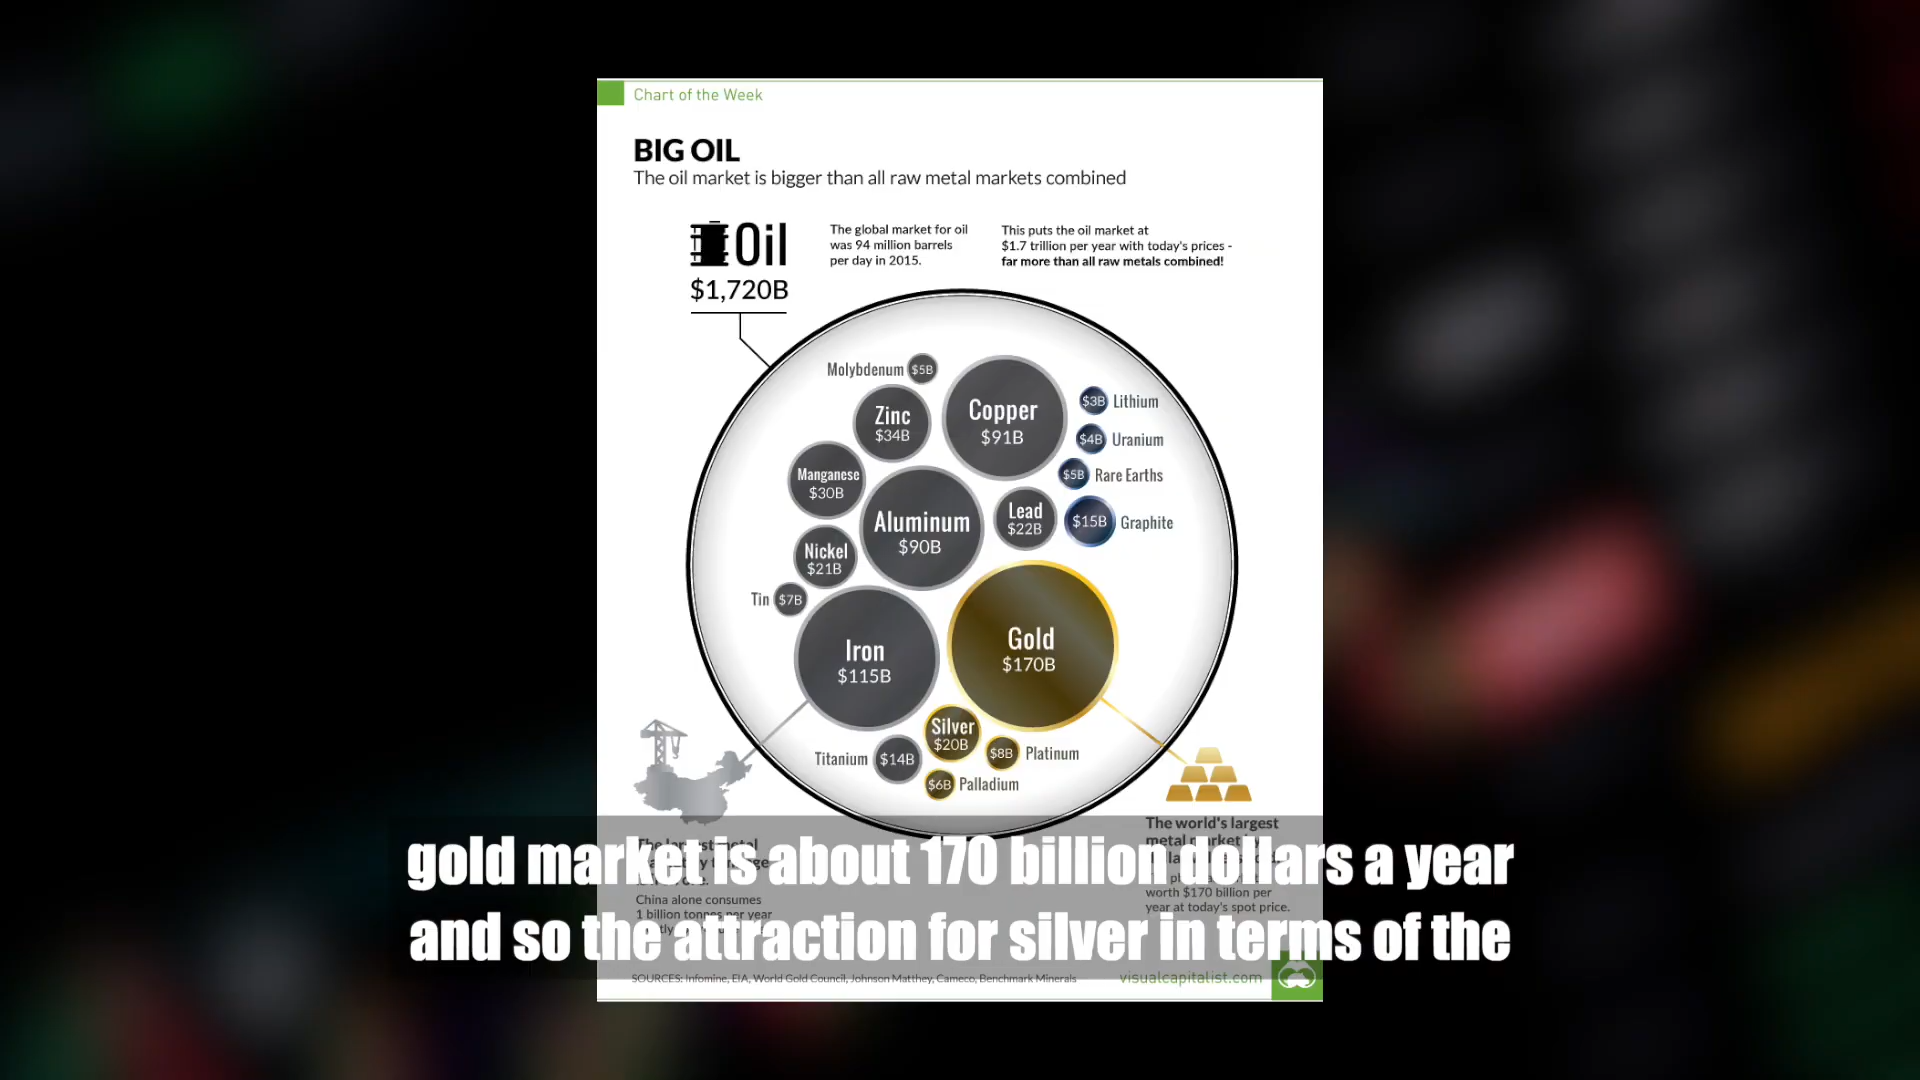 Chart of the Week
BIG OIL
The oil market is bigger than all raw metal markets combined
Oil
$1,720B
The global market for oil
was 94 million barrels
per day in 2015.
This puts the oil market at
$1.7 trillion per year with today's prices -
far more than all raw metals combined!
Molybdenum $5B
Copper
$91B
Zinc
$34B
$3B Lithium
$4B Uranium
Manganese
$30B
$5B Rare Earths
Aluminum
$90B
Lead
$22B
$15B Graphite
Nickel
$21B
Tin $7B
Iron
$115B
Gold
$170B
Silver
$20B
Titanium $14B
$8B Platinum
$6B Palladium
The world's largest
metal market
China alone consumes
1 billion tonnes per year
worth $170 billion per
year at today's spot price.
gold market is about 170 billion dollars a year
and so the attraction for silver in terms of the
SOURCES: Infomine, EIA, World Gold Council, Johnson Matthey, Cameco, Benchmark Minerals
visualcapitalist.com